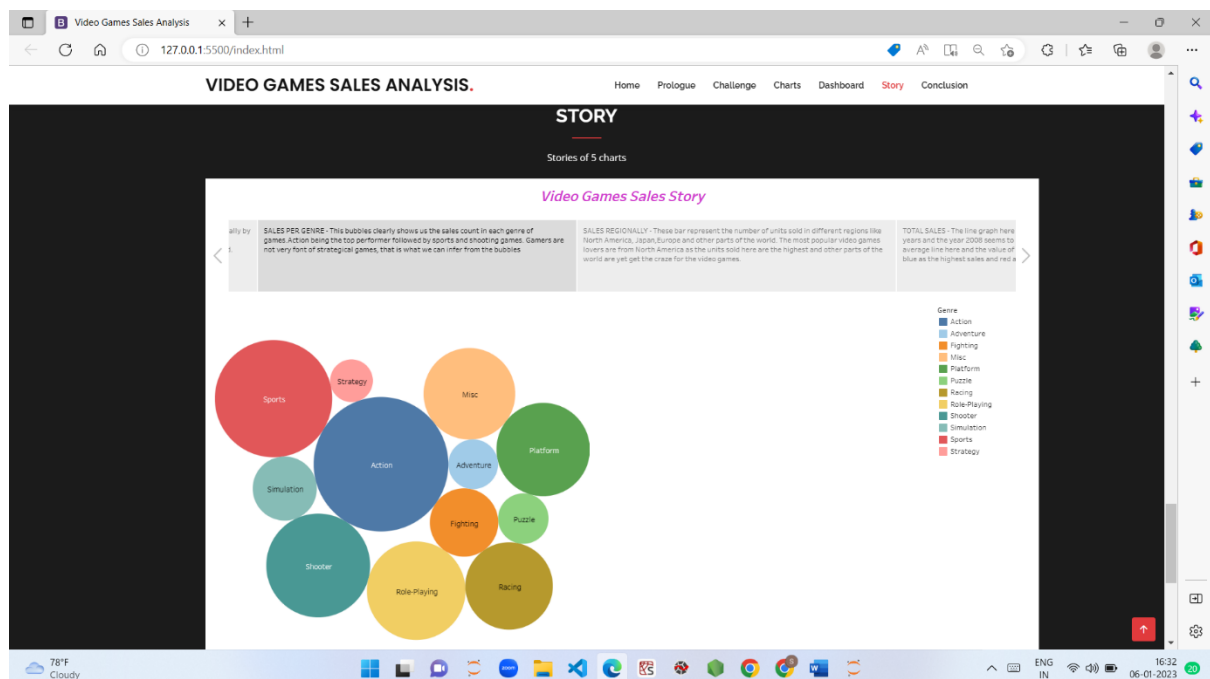 Video Games Sales Analysis
127.0.0.1:5500/index.html
VIDEO GAMES SALES ANALYSIS.
Home Prologue Challenge Charts Dashboard Story Conclusion
STORY
Stories of 5 charts
Video Games Sales Story
ally by
SALES PER GENRE - This bubbles clearly shows us the sales count in each genre of
games.Action being the top performer followed by sports and shooting games. Gamers are
not very font of strategical games, that is what we can infer from the bubbles
SALES REGIONALLY - These bar represent the number of units sold in different regions like
North America, Japan,Europe and other parts of the world. The most popular video games
lovers are from North America as the units sold here are the highest and other parts of the
world are yet get the craze for the video games.
TOTAL SALES - The line graph here
years and the year 2008 seems to
average line here and the value of
blue as the highest sales and red a
Genre
Action
Adventure
Fighting
Misc
Platform
Puzzle
Racing
Role-Playing
Shooter
Simulation
Sports
Strategy
Sports
Strategy
Misc
Action
Adventure
Platform
Simulation
Fighting
Puzzle
Shooter
Role-Playing
Racing
78°F
Cloudy
ENG
IN
16:32
06-01-2023
20